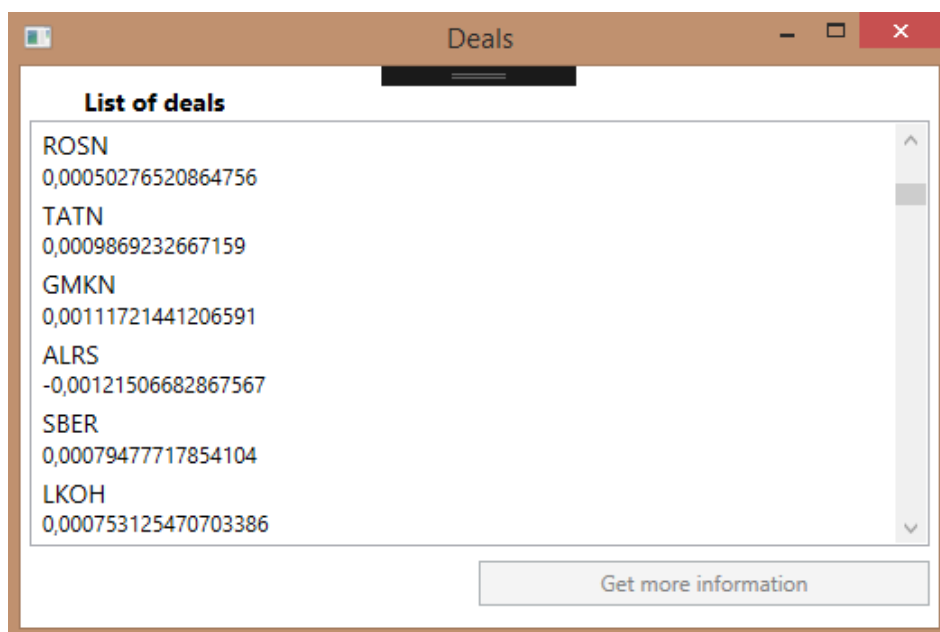 Deals
List of deals
ROSN
0,00050276520864756
TATN
0,0009869232667159
GMKN
0,00111721441206591
ALRS
-0,00121506682867567
SBER
0,00079477717854104
LKOH
0,000753125470703386
Get more information